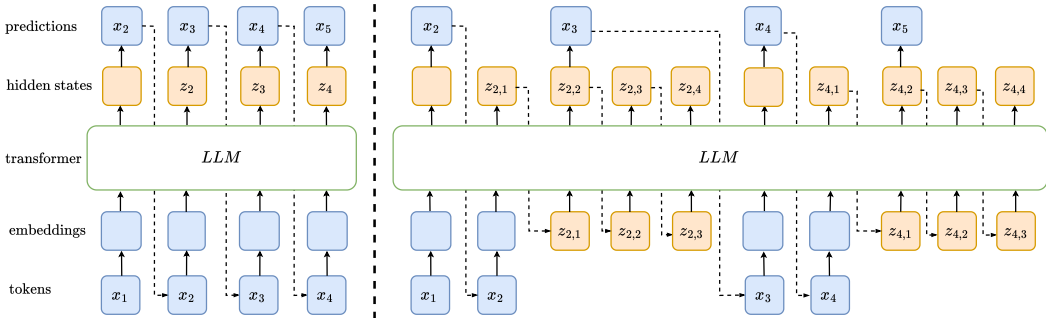 predictions x₂ x₃ x₄ x₅ x₂ x₃ x₄ x₅
hidden states z₂ z₃ z₄ z₂,₁ z₂,₂ z₂,₃ z₂,₄ z₄,₁ z₄,₂ z₄,₃ z₄,₄
transformer LLM LLM
embeddings z₂,₁ z₂,₂ z₂,₃ z₄,₁ z₄,₂ z₄,₃
tokens x₁ x₂ x₃ x₄ x₁ x₂ x₃ x₄